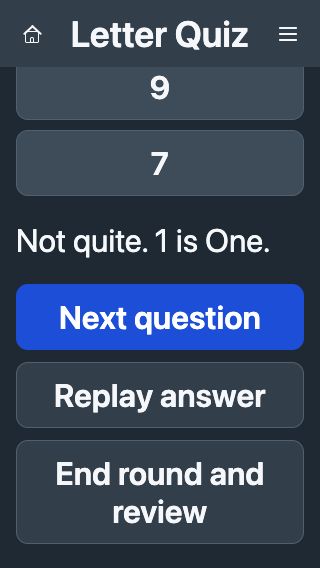 Letter Quiz
9
7
Not quite. 1 is One.
Next question
Replay answer
End round and
review